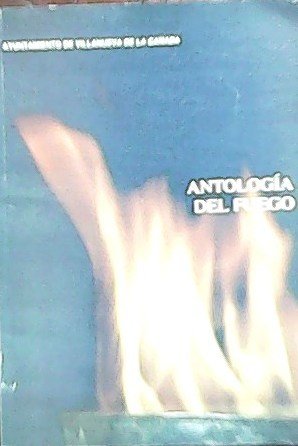 AYUNTAMIENTO DE VILLANUEVA DE LA CAÑADA
ANTOLOGÍA
DEL FUEGO